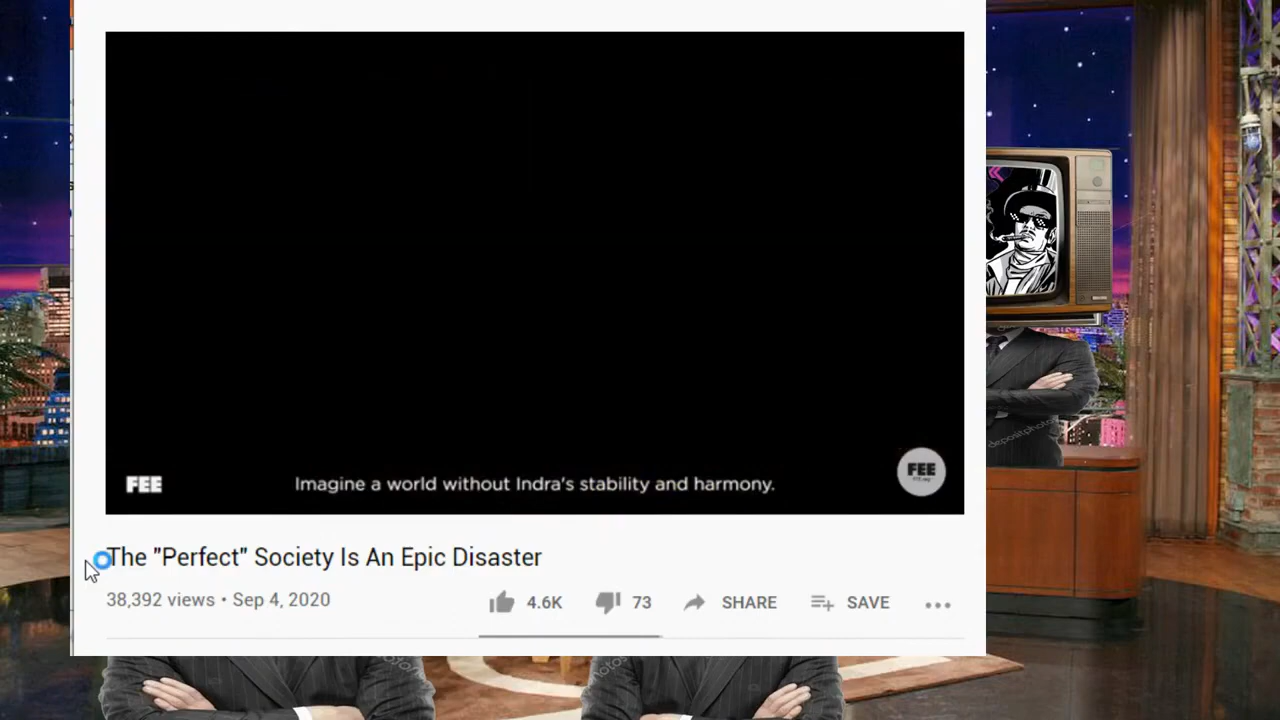 FEE
Imagine a world without Indra's stability and harmony.
FEE
The "Perfect" Society Is An Epic Disaster
38,392 views • Sep 4, 2020
4.6K
73
SHARE
SAVE
depositphotos